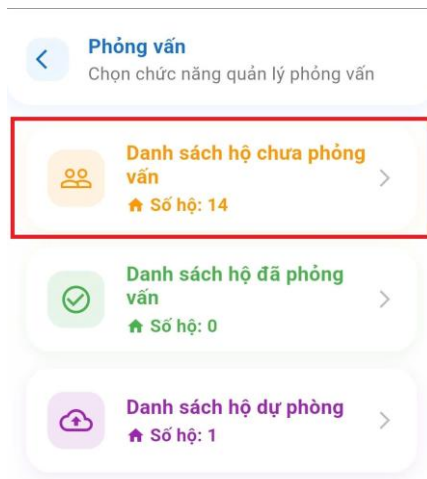 Phỏng vấn
Chọn chức năng quản lý phỏng vấn
Danh sách hộ chưa phỏng
vấn
Số hộ: 14
Danh sách hộ đã phỏng
vấn
Số hộ: 0
Danh sách hộ dự phòng
Số hộ: 1